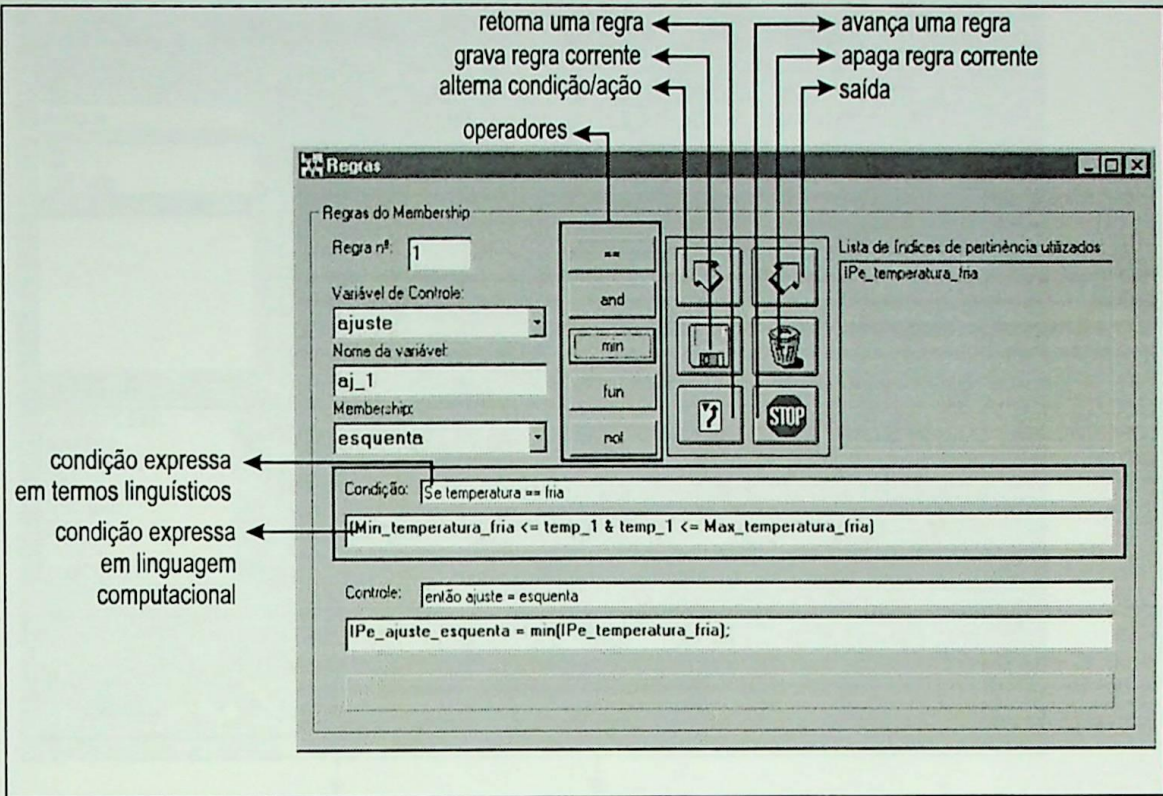 retorna uma regra
avança uma regra
grava regra corrente
apaga regra corrente
alterna condição/ação
saída
operadores
Regras
Regras do Membership
Regra nº:
1
Variável de Controle:
ajuste
Nome da variável:
aj_1
Membership:
esquenta
==
and
min
fun
not
STOP
Lista de índices de pertinência utilizados
IPe_temperatura_fria
condição expressa
em termos linguísticos
Condição:
Se temperatura == fria
condição expressa
em linguagem
computacional
(Min_temperatura_fria <= temp_1 & temp_1 <= Max_temperatura_fria)
Controle:
então ajuste = esquenta
IPe_ajuste_esquenta = min(IPe_temperatura_fria);